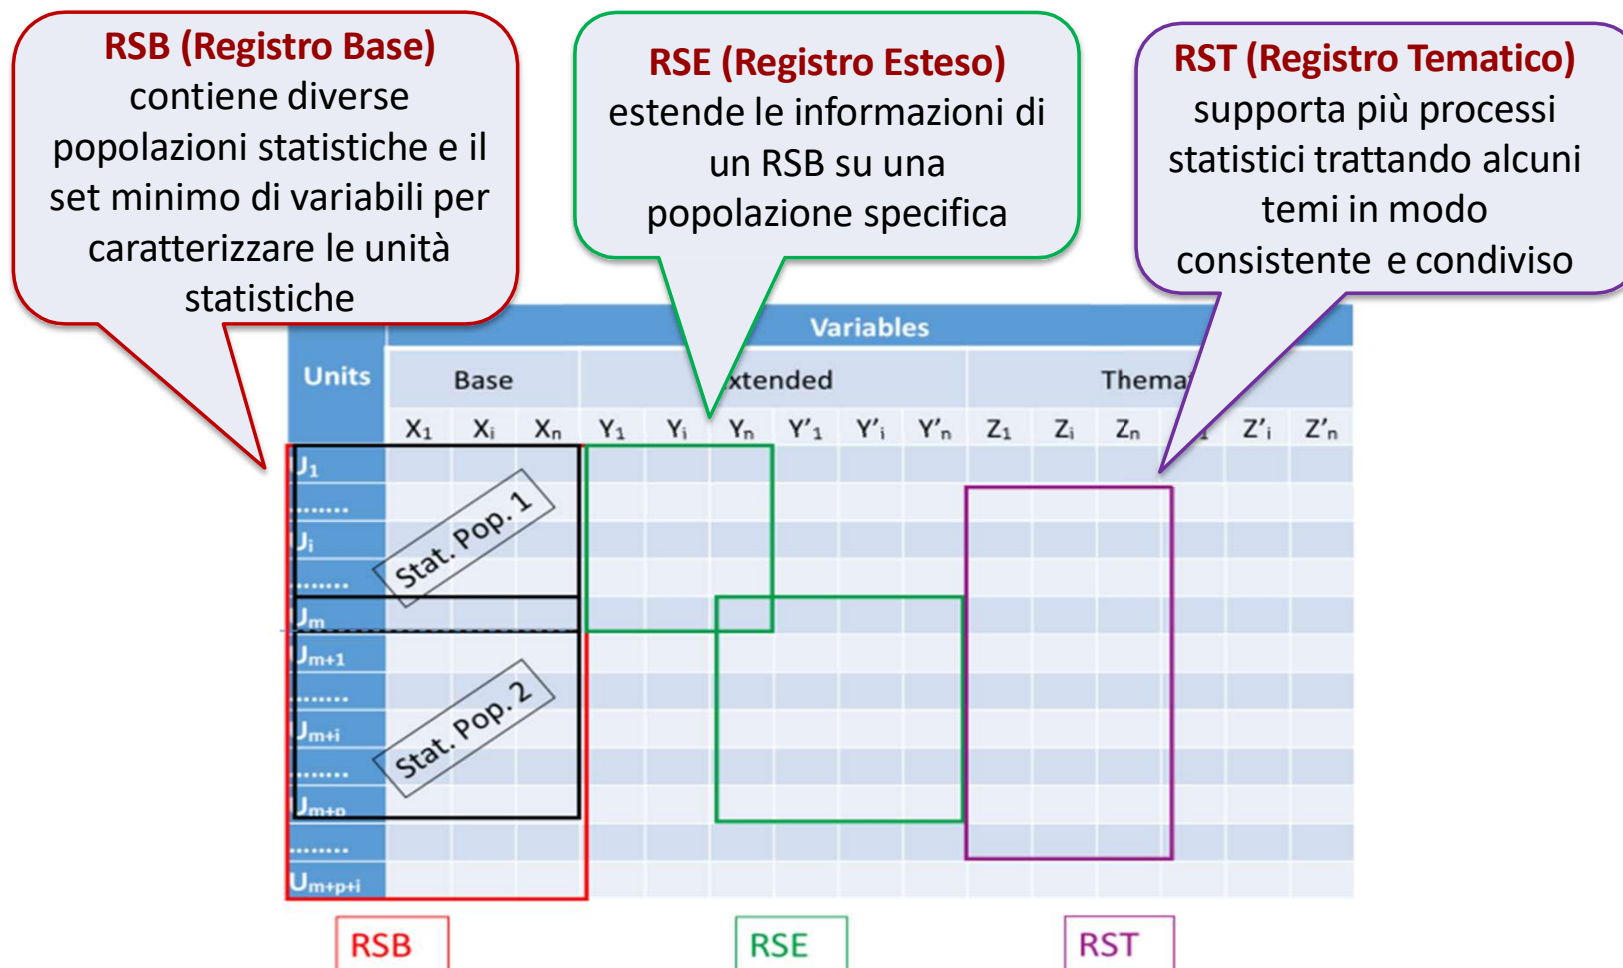 RSB (Registro Base)
contiene diverse
popolazioni statistiche e il
set minimo di variabili per
caratterizzare le unità
statistiche
RSE (Registro Esteso)
estende le informazioni di
un RSB su una
popolazione specifica
RST (Registro Tematico)
supporta più processi
statistici trattando alcuni
temi in modo
consistente e condiviso
Variables
Units Base xtended Themat
X₁ Xᵢ Xₙ Y₁ Yᵢ Yₙ Y’₁ Y’ᵢ Y’ₙ Z₁ Zᵢ Zₙ ₁ Z’ᵢ Z’ₙ
U₁
........
Uᵢ
........
Uₘ
Uₘ₊₁
........
Uₘ₊ᵢ
........
Uₘ₊ₚ
........
Uₘ₊ₚ₊ᵢ
Stat. Pop. 1
Stat. Pop. 2
RSB RSE RST